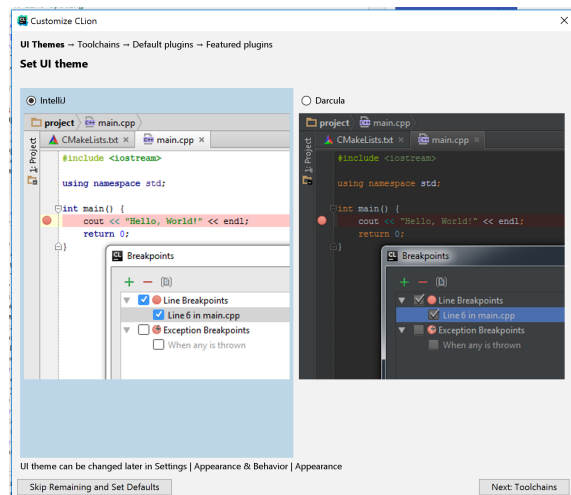 Customize CLion
UI Themes → Toolchains → Default plugins → Featured plugins
Set UI theme
IntelliJ
project main.cpp
CMakeLists.txt × main.cpp ×
1: Project
#include <iostream>
using namespace std;
int main() {
cout << "Hello, World!" << endl;
return 0;
}
Breakpoints
Line Breakpoints
Line 6 in main.cpp
Exception Breakpoints
When any is thrown
Darcula
project main.cpp
CMakeLists.txt × main.cpp ×
1: Project
#include <iostream>
using namespace std;
int main() {
cout << "Hello, World!" << endl;
return 0;
}
Breakpoints
Line Breakpoints
Line 6 in main.cpp
Exception Breakpoints
When any is thrown
UI theme can be changed later in Settings | Appearance & Behavior | Appearance
Skip Remaining and Set Defaults
Next: Toolchains